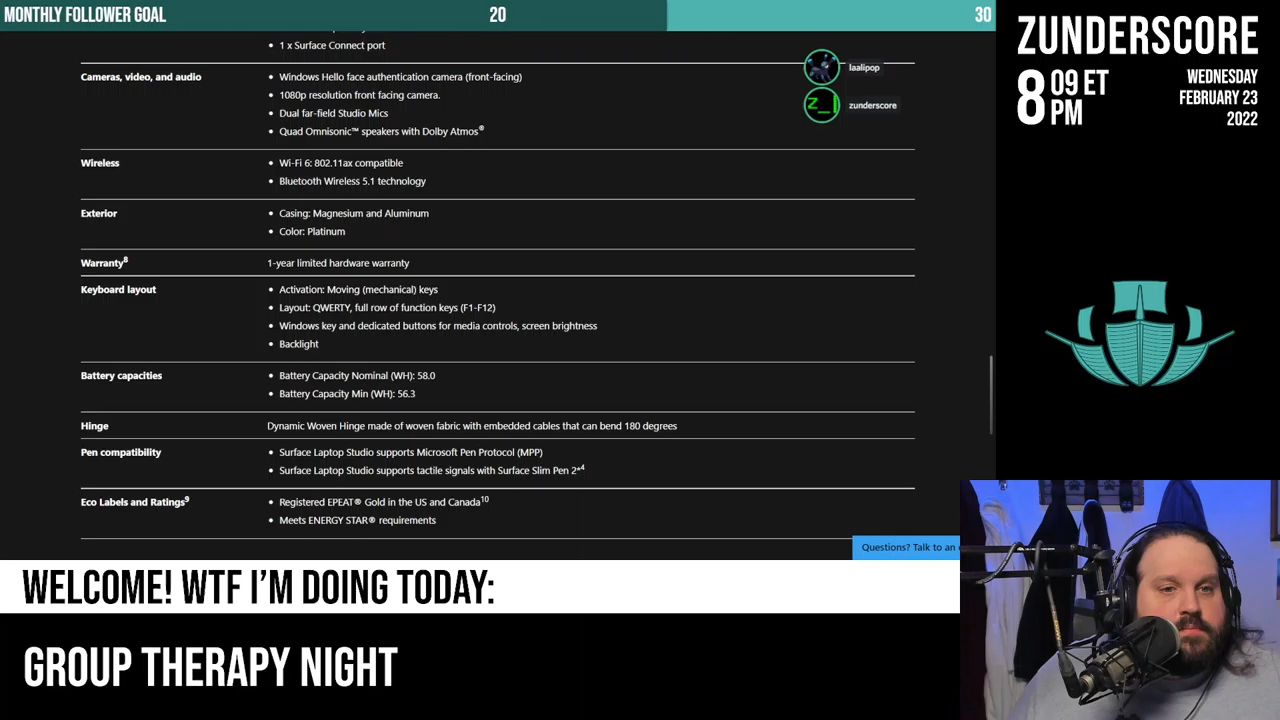 MONTHLY FOLLOWER GOAL
20
30
ZUNDERSCORE
8 09 ET PM
WEDNESDAY
FEBRUARY 23
2022
• 1 x Surface Connect port
laalipop
zunderscore
Cameras, video, and audio
• Windows Hello face authentication camera (front-facing)
• 1080p resolution front facing camera.
• Dual far-field Studio Mics
• Quad Omnisonic™ speakers with Dolby Atmos®
Wireless
• Wi-Fi 6: 802.11ax compatible
• Bluetooth Wireless 5.1 technology
Exterior
• Casing: Magnesium and Aluminum
• Color: Platinum
Warranty8
1-year limited hardware warranty
Keyboard layout
• Activation: Moving (mechanical) keys
• Layout: QWERTY, full row of function keys (F1-F12)
• Windows key and dedicated buttons for media controls, screen brightness
• Backlight
Battery capacities
• Battery Capacity Nominal (WH): 58.0
• Battery Capacity Min (WH): 56.3
Hinge
Dynamic Woven Hinge made of woven fabric with embedded cables that can bend 180 degrees
Pen compatibility
• Surface Laptop Studio supports Microsoft Pen Protocol (MPP)
• Surface Laptop Studio supports tactile signals with Surface Slim Pen 2*4
Eco Labels and Ratings9
• Registered EPEAT® Gold in the US and Canada10
• Meets ENERGY STAR® requirements
Questions? Talk to an
WELCOME! WTF I'M DOING TODAY:
GROUP THERAPY NIGHT